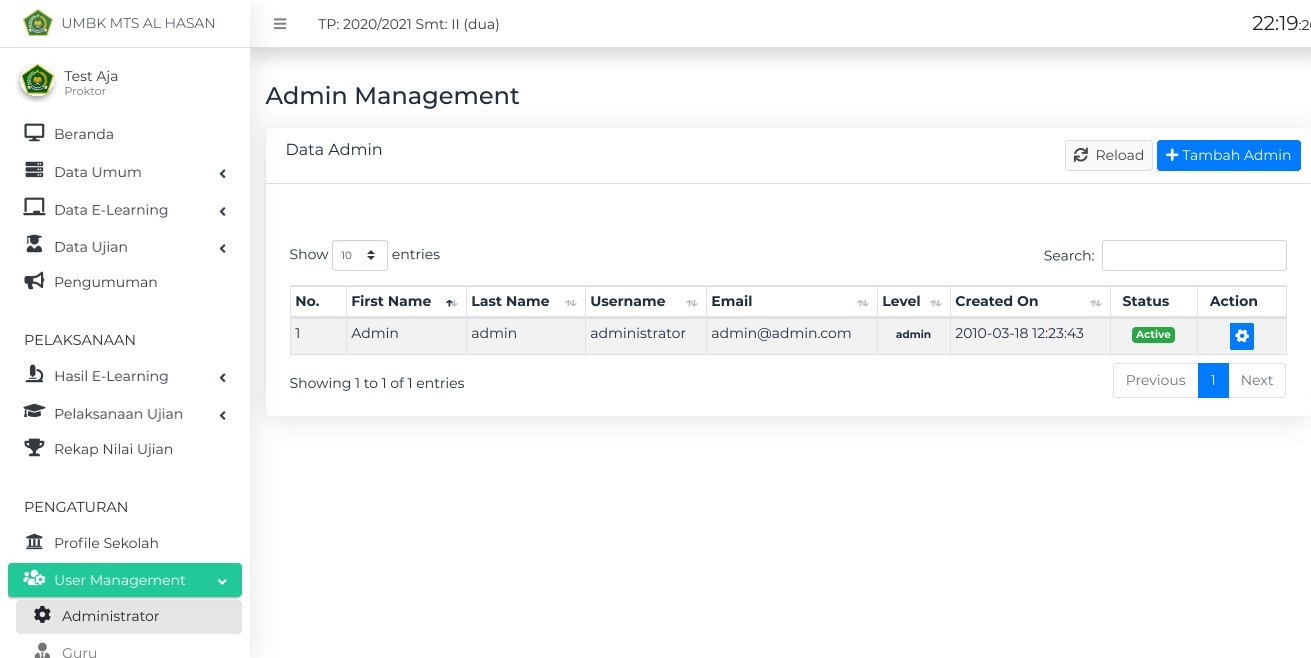 UMBK MTS AL HASAN
TP: 2020/2021 Smt: II (dua)
22:19:2
Test Aja
Proktor
Beranda
Data Umum
Data E-Learning
Data Ujian
Pengumuman
PELAKSANAAN
Hasil E-Learning
Pelaksanaan Ujian
Rekap Nilai Ujian
PENGATURAN
Profile Sekolah
User Management
Administrator
Guru
Admin Management
Data Admin
Reload
Tambah Admin
Show 10 entries
Search:
No. First Name Last Name Username Email Level Created On Status Action
1 Admin admin administrator admin@admin.com admin 2010-03-18 12:23:43 Active
Showing 1 to 1 of 1 entries
Previous 1 Next